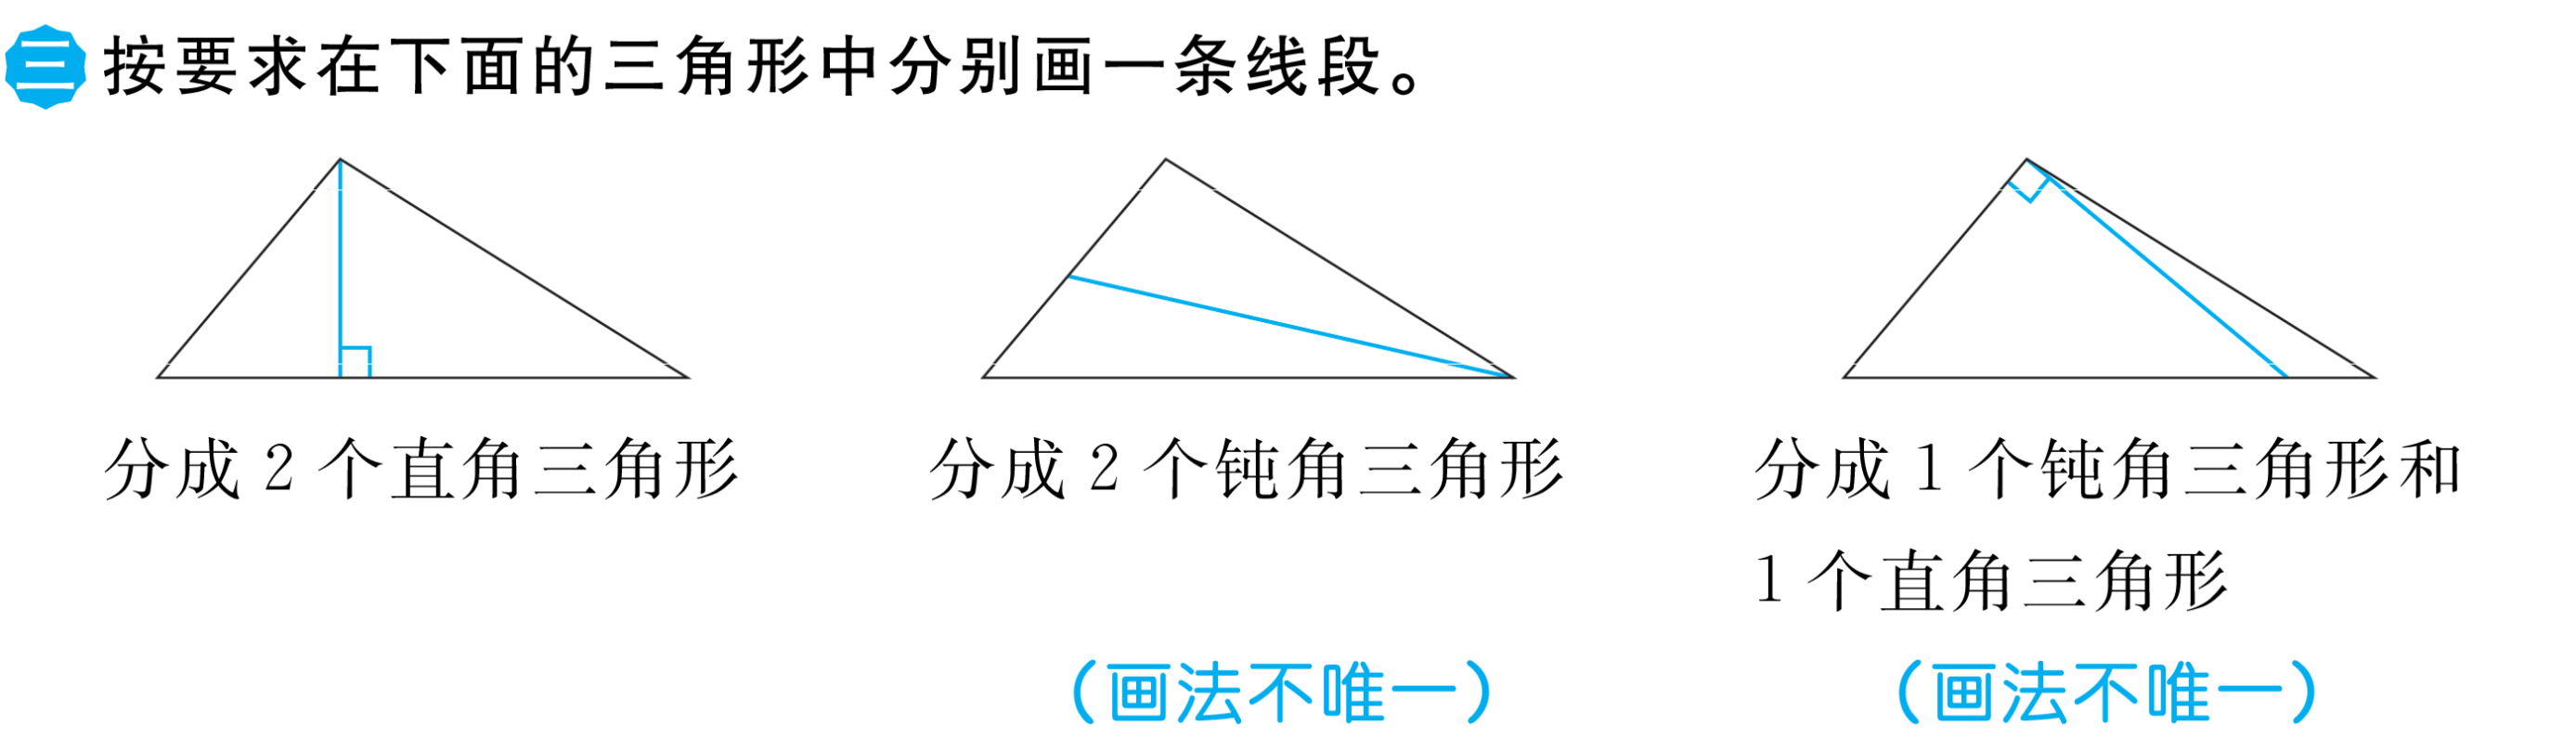 三 按要求在下面的三角形中分别画一条线段。
分成 2 个直角三角形
分成 2 个钝角三角形
(画法不唯一)
分成 1 个钝角三角形和
1 个直角三角形
(画法不唯一)